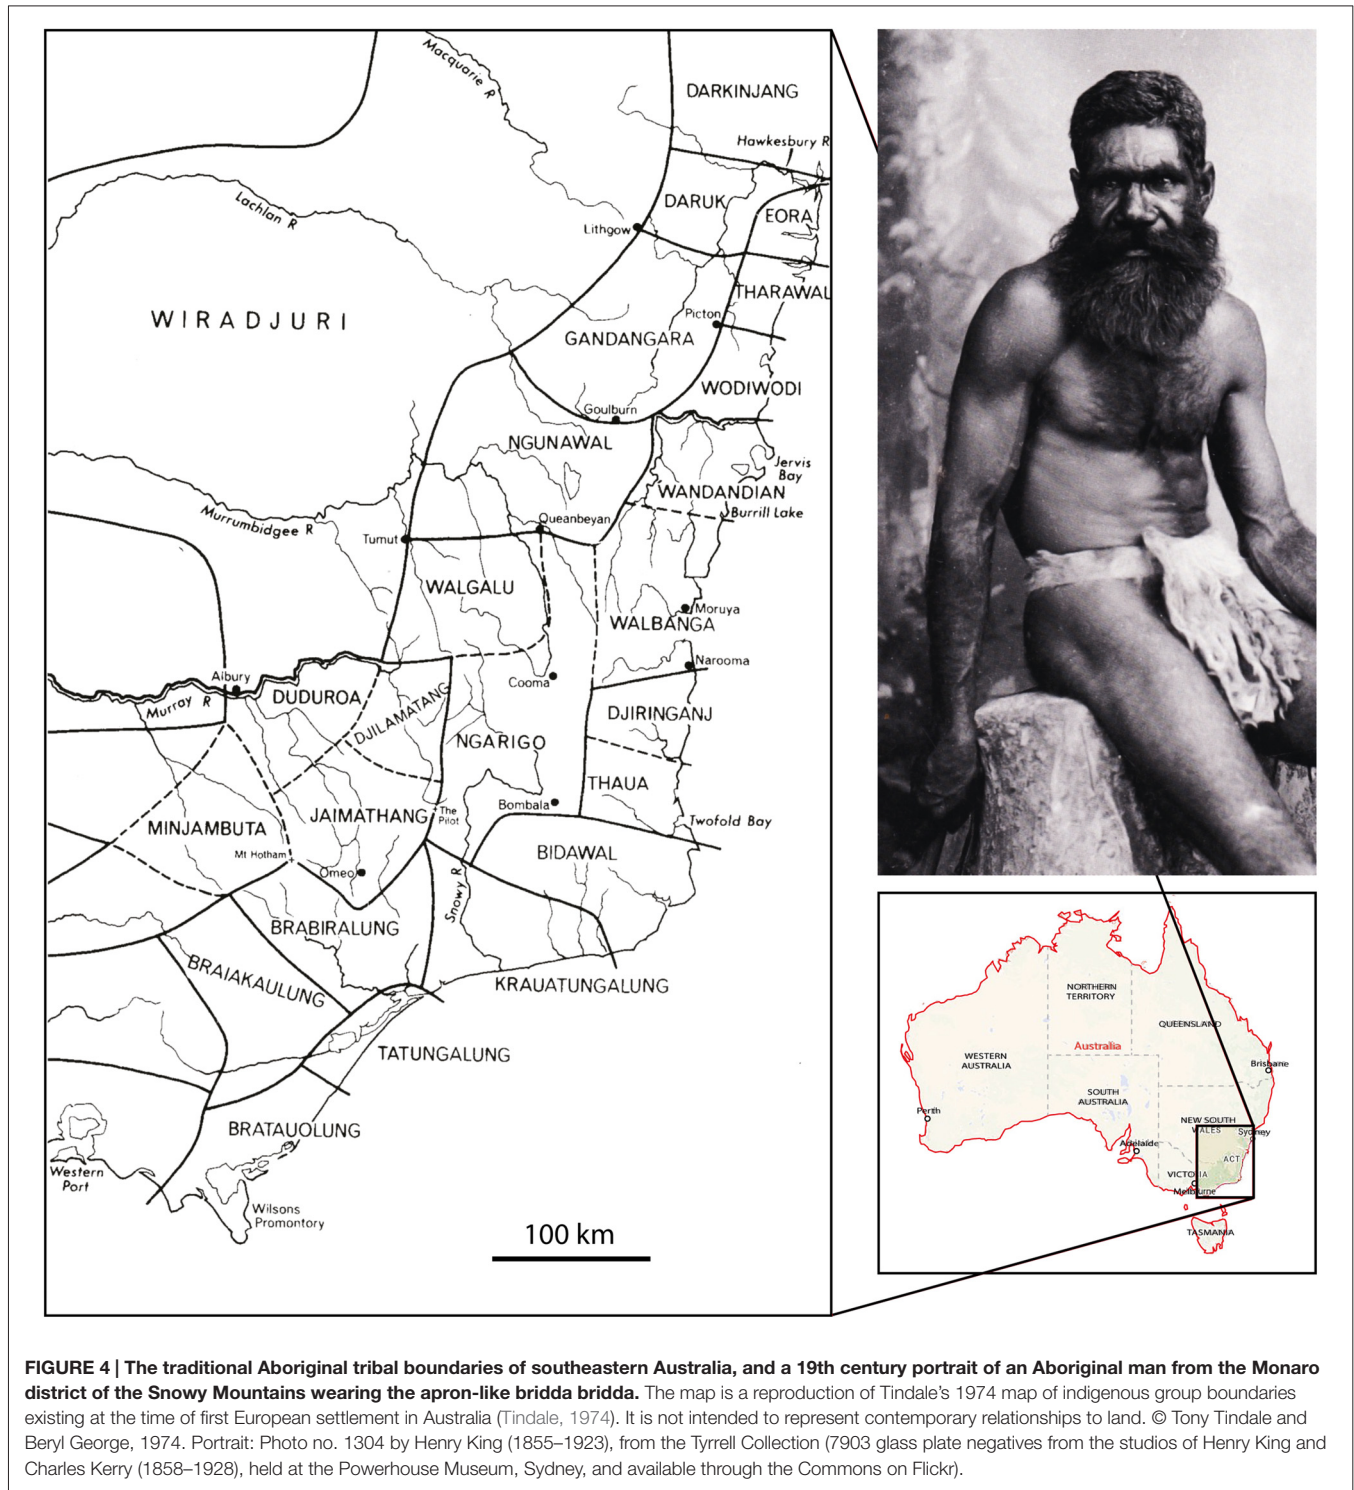 Macquarie R
DARKINJANG
Hawkesbury R
DARUK
EORA
Lachlan R
Lithgow
THARAWAL
Picton
WIRADJURI
GANDANGARA
WODIWODI
Goulburn
NGUNAWAL
Jervis
Bay
WANDANDIAN
Burrill Lake
Murrumbidgee R
Queanbeyan
Tumut
WALGALU
Moruya
WALBANGA
Narooma
Albury
Cooma
DUDUROA
Murray R
DJILAMATANG
DJIRINGANJ
NGARIGO
THAUA
Bombala
The
Pilot
JAIMATHANG
Twofold Bay
MINJAMBUTA
Mt Hotham
BIDAWAL
Omeo
Snowy R
BRABIRALUNG
BRAIAKAULUNG
KRAUATUNGALUNG
TATUNGALUNG
BRATAUOLUNG
Western
Port
Wilsons
Promontory
100 km
NORTHERN
TERRITORY
QUEENSLAND
Australia
WESTERN
AUSTRALIA
Brisbane
SOUTH
AUSTRALIA
Perth
NEW SOUTH
WALES
Sydney
Adelaide
ACT
VICTORIA
Melbourne
TASMANIA
FIGURE 4 | The traditional Aboriginal tribal boundaries of southeastern Australia, and a 19th century portrait of an Aboriginal man from the Monaro
district of the Snowy Mountains wearing the apron-like bridda bridda. The map is a reproduction of Tindale's 1974 map of indigenous group boundaries
existing at the time of first European settlement in Australia (Tindale, 1974). It is not intended to represent contemporary relationships to land. © Tony Tindale and
Beryl George, 1974. Portrait: Photo no. 1304 by Henry King (1855–1923), from the Tyrrell Collection (7903 glass plate negatives from the studios of Henry King and
Charles Kerry (1858–1928), held at the Powerhouse Museum, Sydney, and available through the Commons on Flickr).